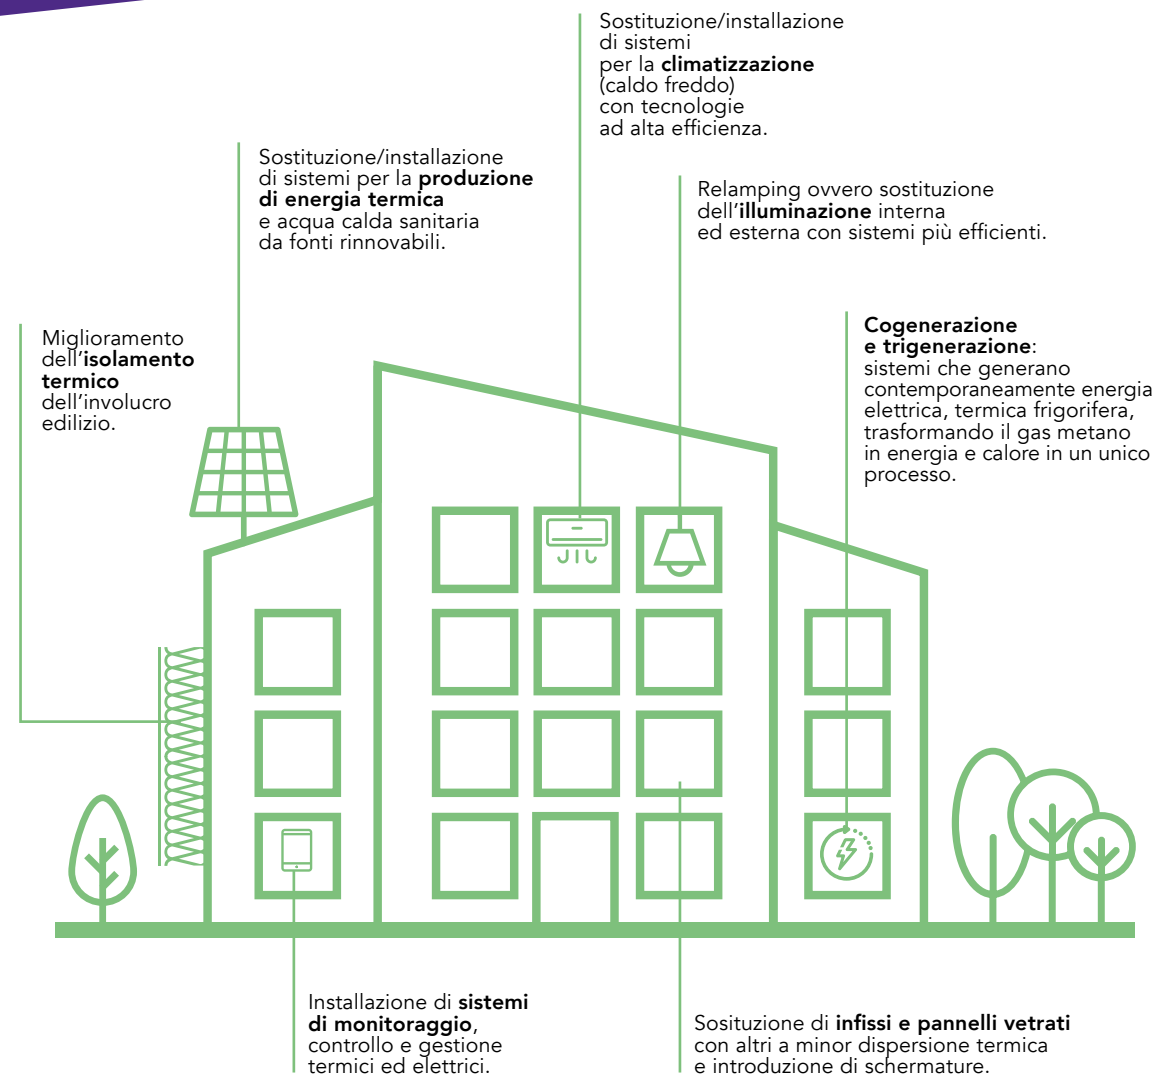 Sostituzione/installazione
di sistemi
per la climatizzazione
(caldo freddo)
con tecnologie
ad alta efficienza.
Sostituzione/installazione
di sistemi per la produzione
di energia termica
e acqua calda sanitaria
da fonti rinnovabili.
Relamping ovvero sostituzione
dell'illuminazione interna
ed esterna con sistemi più efficienti.
Miglioramento
dell'isolamento
termico
dell'involucro
edilizio.
Cogenerazione
e trigenerazione:
sistemi che generano
contemporaneamente energia
elettrica, termica frigorifera,
trasformando il gas metano
in energia e calore in un unico
processo.
Installazione di sistemi
di monitoraggio,
controllo e gestione
termici ed elettrici.
Sosituzione di infissi e pannelli vetrati
con altri a minor dispersione termica
e introduzione di schermature.